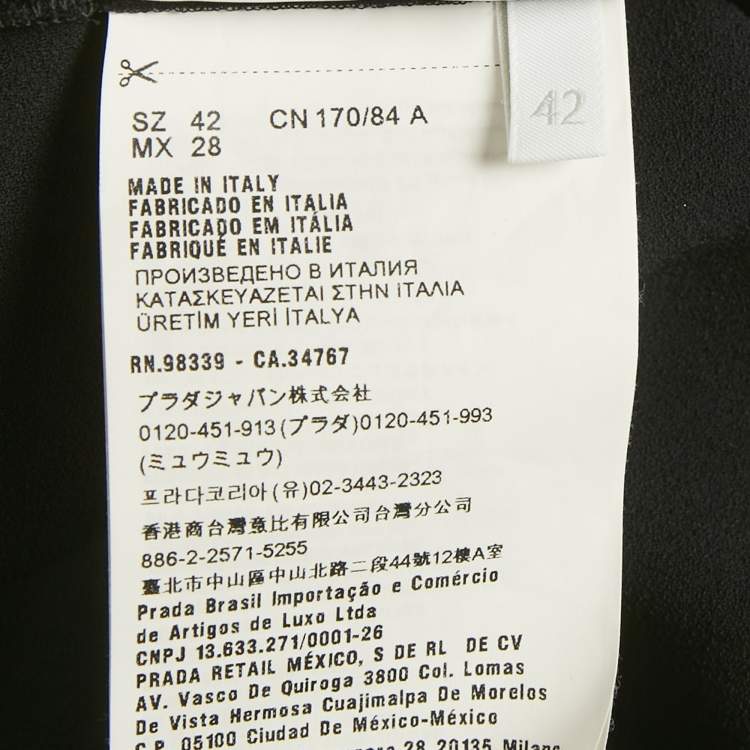 SZ 42 CN 170/84 A
42
MX 28
MADE IN ITALY
FABRICADO EN ITALIA
FABRICADO EM ITÁLIA
FABRIQUÉ EN ITALIE
ПРОИЗВЕДЕНО В ИТАЛИЯ
ΚΑΤΑΣΚΕΥΑΖΕΤΑΙ ΣΤΗΝ ΙΤΑΛΙΑ
ÜRETİM YERİ İTALYA
RN.98339 - CA.34767
プラダジャパン株式会社
0120-451-913(プラダ)0120-451-993
(ミュウミュウ)
프라다코리아(유)02-3443-2323
香港商台灣意比有限公司台灣分公司
886-2-2571-5255
臺北市中山區中山北路二段44號12樓A室
Prada Brasil Importação e Comércio
de Artigos de Luxo Ltda
CNPJ 13.633.271/0001-26
PRADA RETAIL MÉXICO, S DE RL DE CV
AV. Vasco De Quiroga 3800 Col. Lomas
De Vista Hermosa Cuajimalpa De Morelos
C.P. 05100 Ciudad De México-México
28 20135 Milano